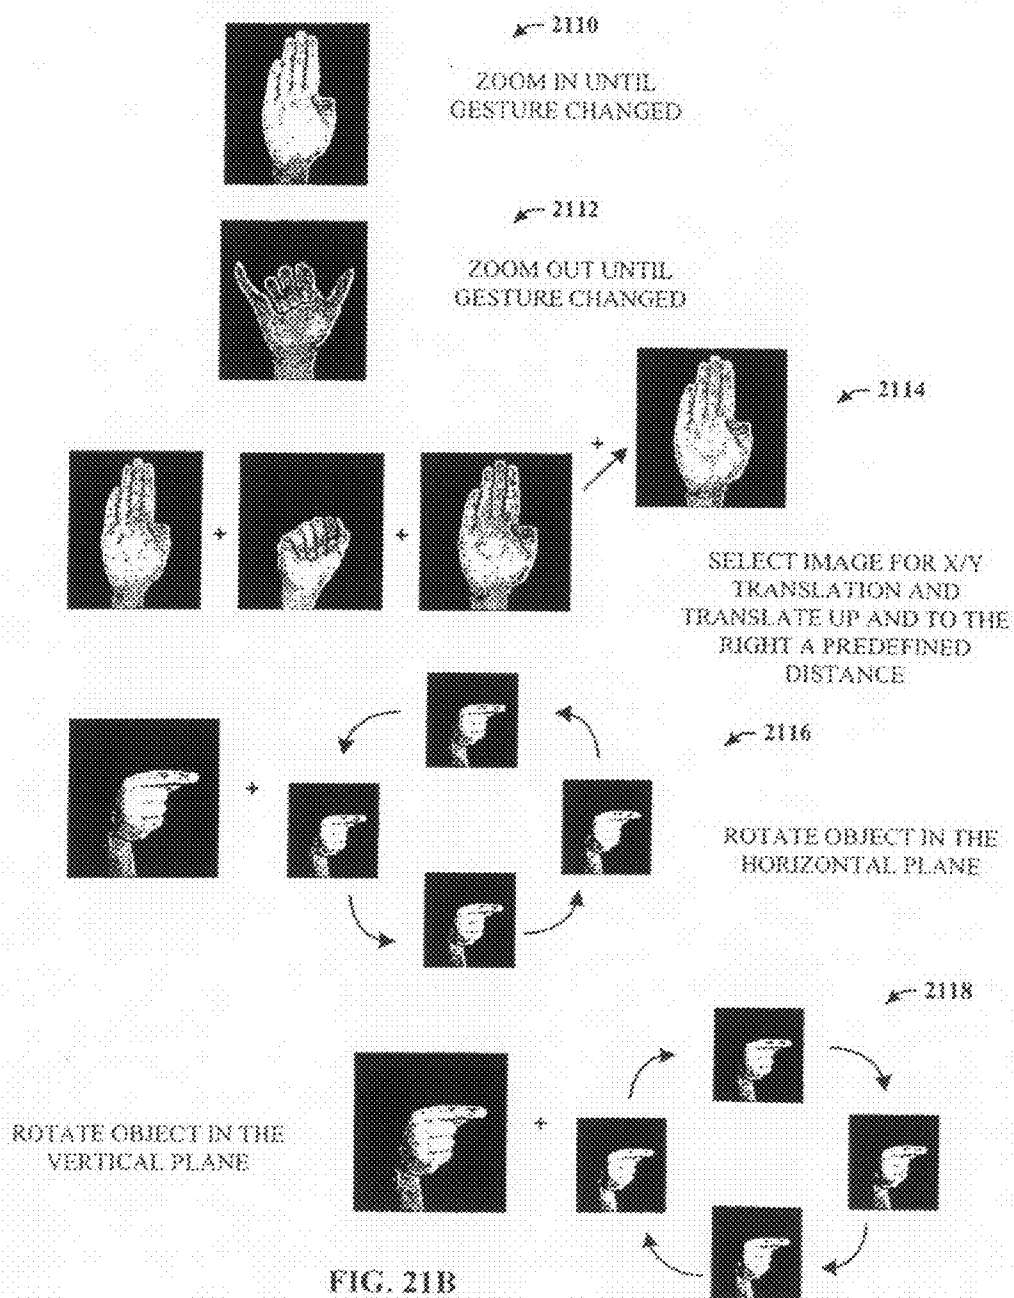 2110
ZOOM IN UNTIL
GESTURE CHANGED
2112
ZOOM OUT UNTIL
GESTURE CHANGED
2114
+
+
+
SELECT IMAGE FOR X/Y
TRANSLATION AND
TRANSLATE UP AND TO THE
RIGHT A PREDEFINED
DISTANCE
2116
+
ROTATE OBJECT IN THE
HORIZONTAL PLANE
2118
+
ROTATE OBJECT IN THE
VERTICAL PLANE
FIG. 21B